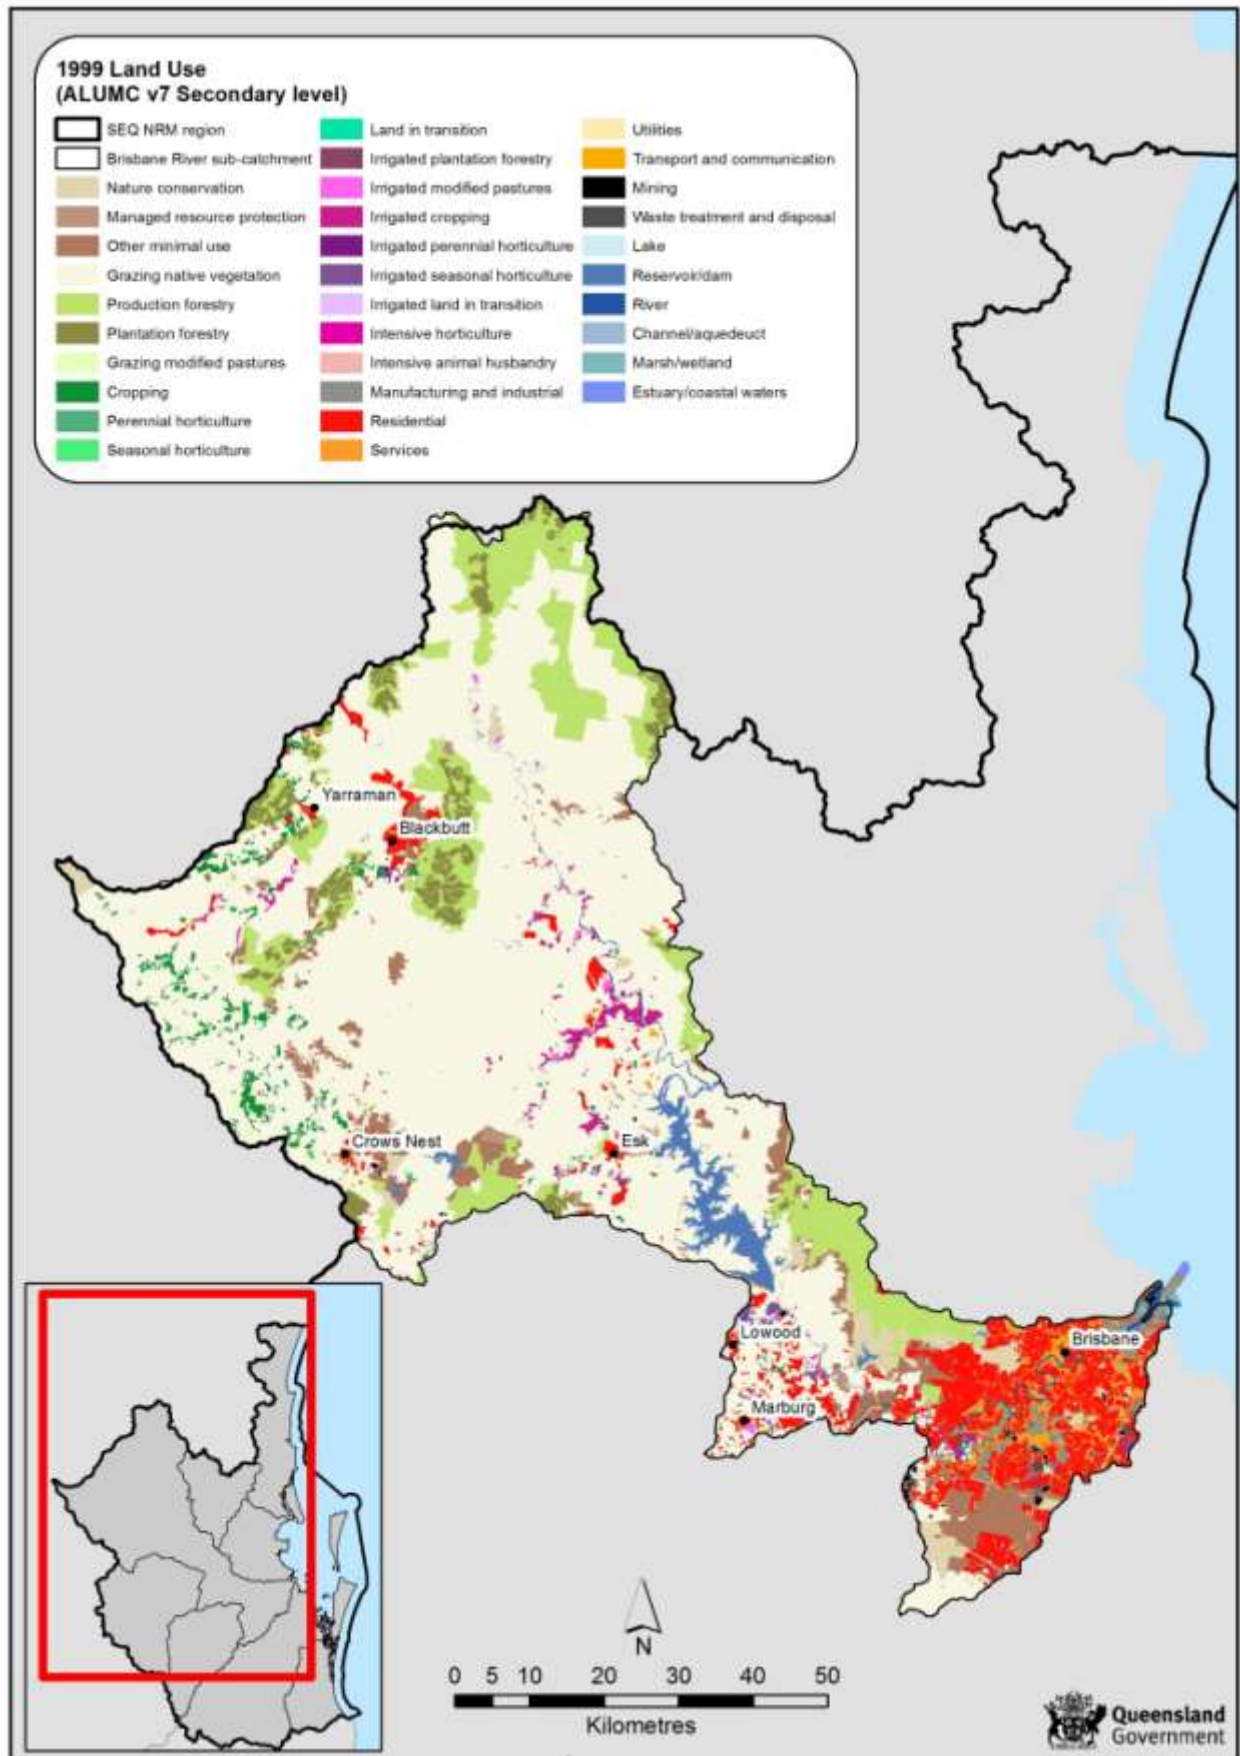 1999 Land Use
(ALUMC v7 Secondary level)
SEQ NRM region
Brisbane River sub-catchment
Nature conservation
Managed resource protection
Other minimal use
Grazing native vegetation
Production forestry
Plantation forestry
Grazing modified pastures
Cropping
Perennial horticulture
Seasonal horticulture
Land in transition
Irrigated plantation forestry
Irrigated modified pastures
Irrigated cropping
Irrigated perennial horticulture
Irrigated seasonal horticulture
Irrigated land in transition
Intensive horticulture
Intensive animal husbandry
Manufacturing and industrial
Residential
Services
Utilities
Transport and communication
Mining
Waste treatment and disposal
Lake
Reservoir/dam
River
Channel/aquedeuct
Marsh/wetland
Estuary/coastal waters
Yarraman
Blackbutt
Crows Nest
Esk
Lowood
Brisbane
Marburg
N
0 5 10 20 30 40 50
Kilometres
Queensland
Government